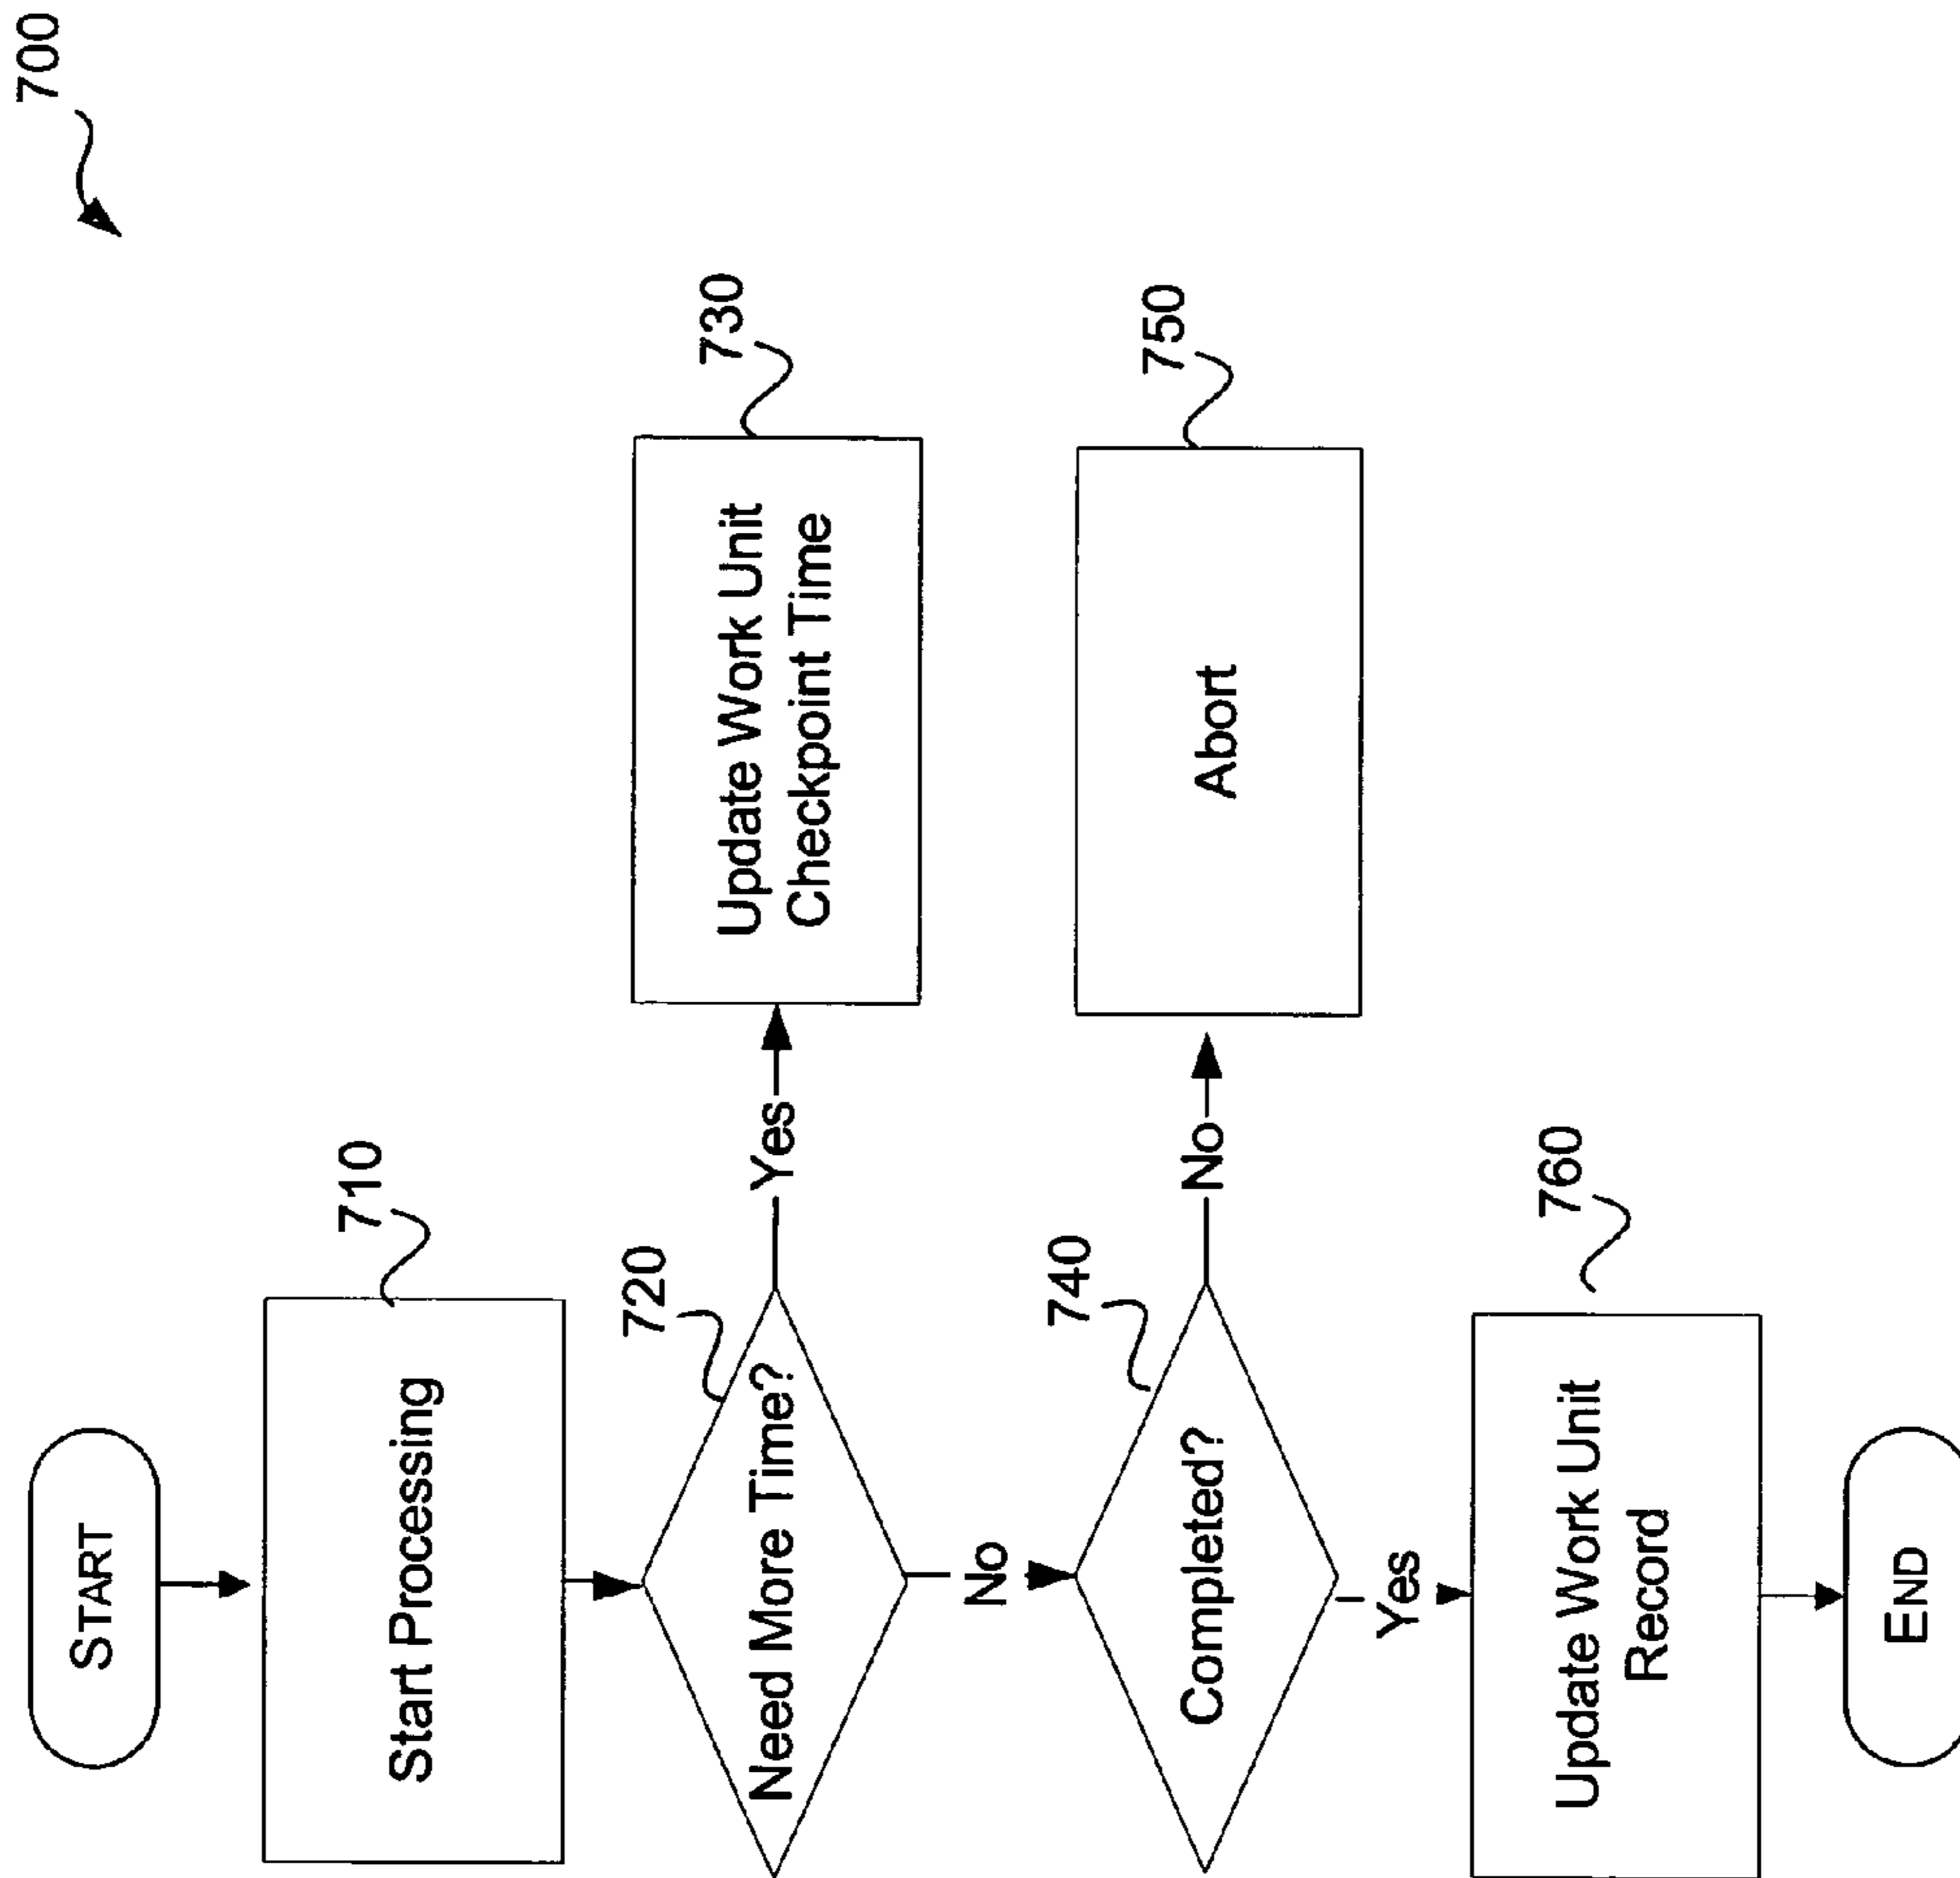 700
START
710
Start Processing
720
Need More Time?
Yes
730
Update Work Unit
Checkpoint Time
No
740
Completed?
No
750
Abort
Yes
760
Update Work Unit
Record
END